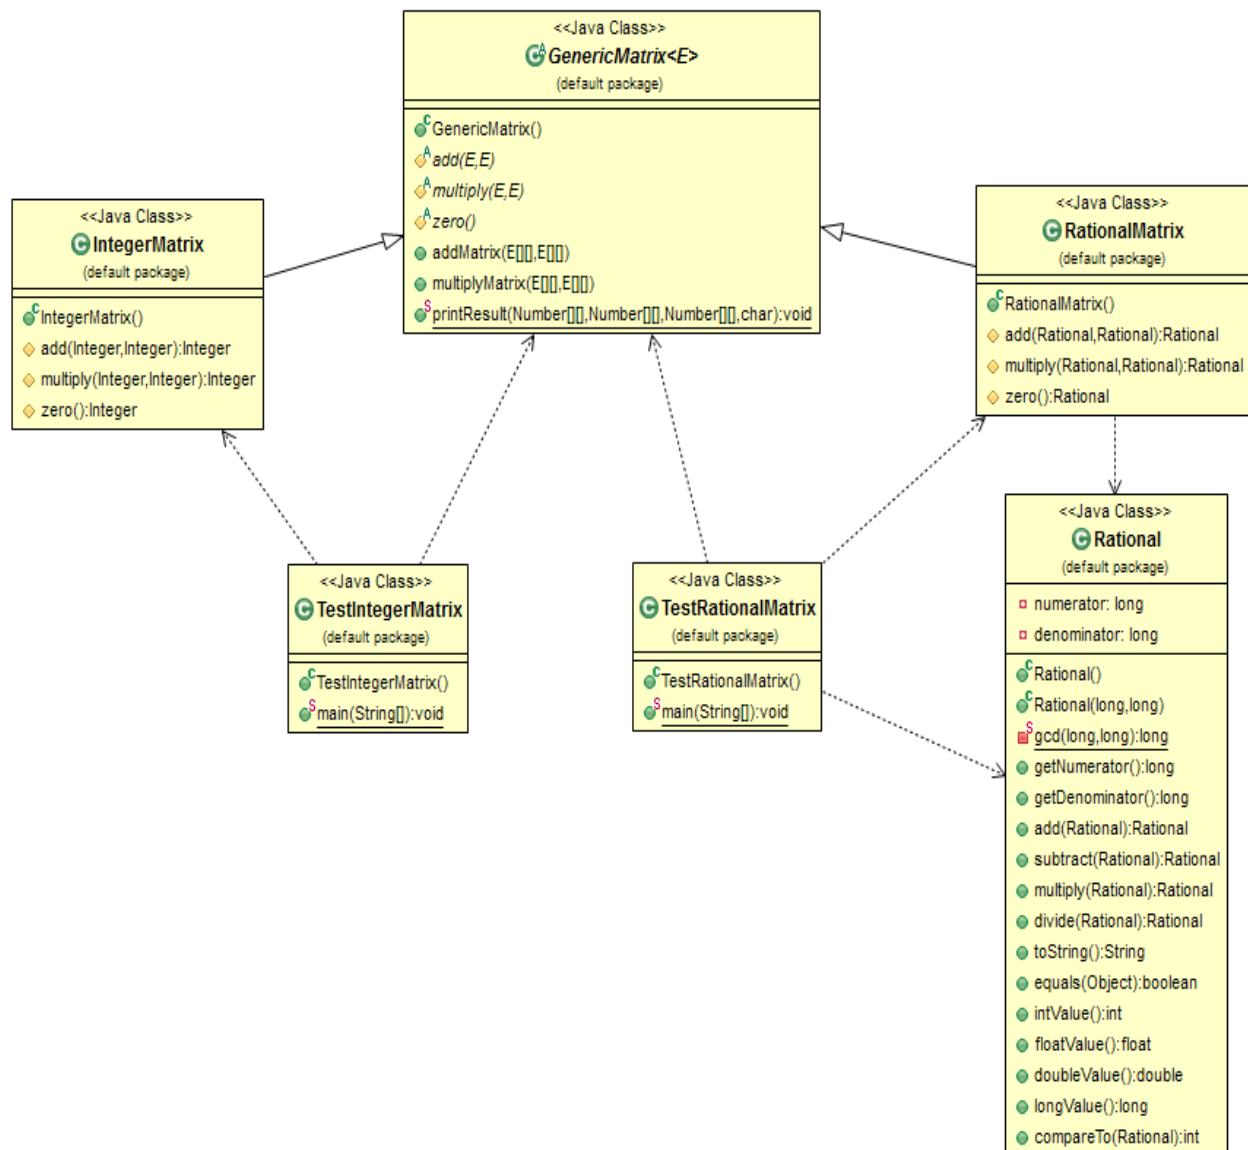 <<Java Class>>
GenericMatrix<E>
(default package)
GenericMatrix()
add(E,E)
multiply(E,E)
zero()
addMatrix(E[][],E[][])
multiplyMatrix(E[][],E[][])
printResult(Number[][],Number[][],Number[][],char):void
<<Java Class>>
IntegerMatrix
(default package)
IntegerMatrix()
add(Integer,Integer):Integer
multiply(Integer,Integer):Integer
zero():Integer
<<Java Class>>
RationalMatrix
(default package)
RationalMatrix()
add(Rational,Rational):Rational
multiply(Rational,Rational):Rational
zero():Rational
<<Java Class>>
TestIntegerMatrix
(default package)
TestIntegerMatrix()
main(String[]):void
<<Java Class>>
TestRationalMatrix
(default package)
TestRationalMatrix()
main(String[]):void
<<Java Class>>
Rational
(default package)
numerator: long
denominator: long
Rational()
Rational(long,long)
gcd(long,long):long
getNumerator():long
getDenominator():long
add(Rational):Rational
subtract(Rational):Rational
multiply(Rational):Rational
divide(Rational):Rational
toString():String
equals(Object):boolean
intValue():int
floatValue():float
doubleValue():double
longValue():long
compareTo(Rational):int